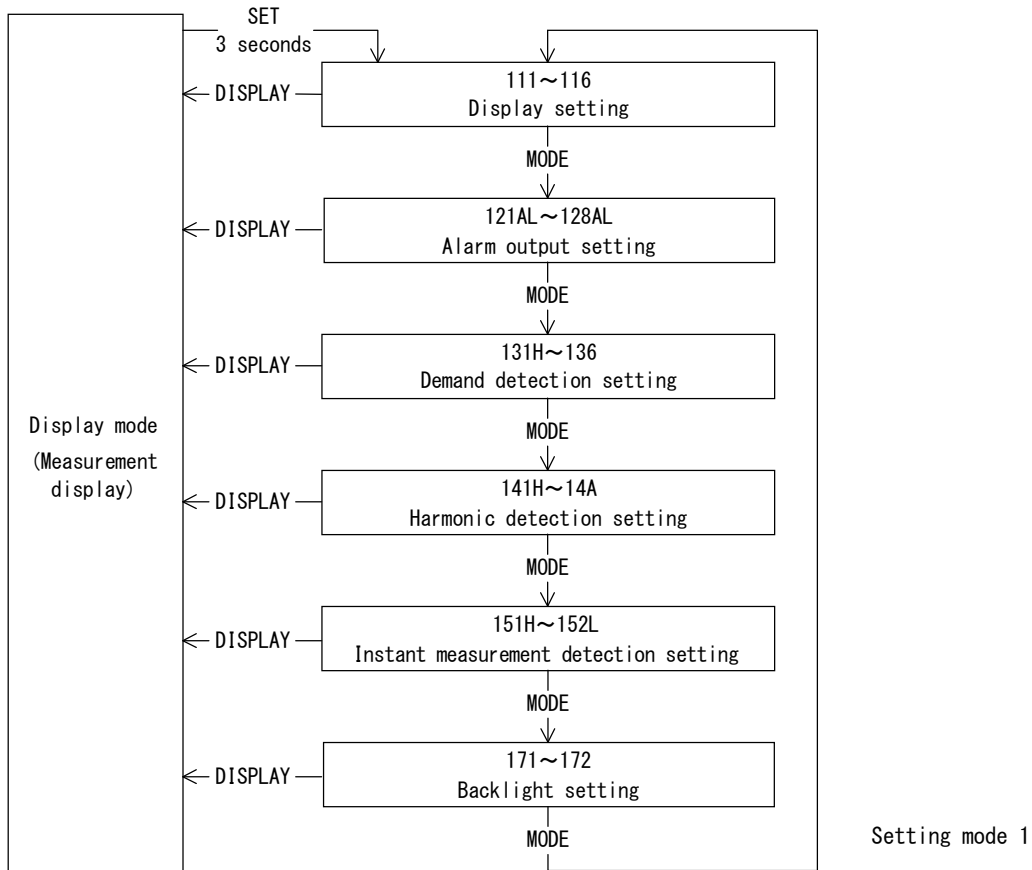 SET
3 seconds
111～116
Display setting
DISPLAY
MODE
121AL～128AL
Alarm output setting
DISPLAY
MODE
131H～136
Demand detection setting
DISPLAY
MODE
Display mode
(Measurement
display)
141H～14A
Harmonic detection setting
DISPLAY
MODE
151H～152L
Instant measurement detection setting
DISPLAY
MODE
171～172
Backlight setting
DISPLAY
MODE
Setting mode 1